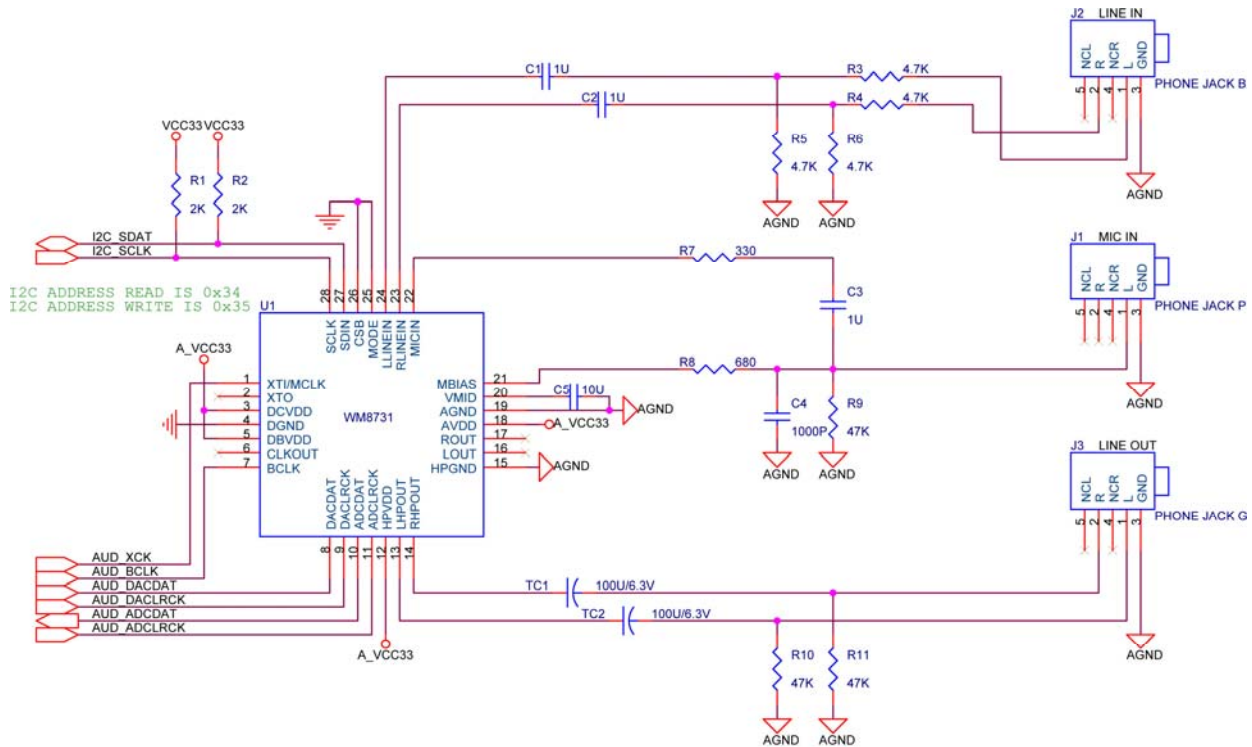 J2 LINE IN
NCL R NCR L GND
5 2 4 1 3
PHONE JACK B
C1 1U
R3 4.7K
C2 1U
R4 4.7K
R5 4.7K
R6 4.7K
AGND AGND AGND
VCC33 VCC33
R1 2K
R2 2K
I2C_SDAT
I2C_SCLK
I2C ADDRESS READ IS 0x34
I2C ADDRESS WRITE IS 0x35
J1 MIC IN
NCL R NCR L GND
5 2 4 1 3
PHONE JACK P
AGND
R7 330
C3 1U
R8 680
C4 1000P
R9 47K
AGND AGND
U1
28 27 26 25 24 23 22
SCLK SDIN CSB MODE LLINEIN RLINEIN MICIN
A_VCC33
WM8731
1 XTI/MCLK
2 XTO
3 DCVDD
4 DGND
5 DBVDD
6 CLKOUT
7 BCLK
MBIAS 21
VMID 20
AGND 19
AVDD 18
ROUT 17
LOUT 16
HPGND 15
C5 10U
AGND
A_VCC33
AGND
DACDAT DACLRCK ADCDAT ADCLRCK HPVDD LHPOUT RHPOUT
8 9 10 11 12 13 14
J3 LINE OUT
NCL R NCR L GND
5 2 4 1 3
PHONE JACK G
AGND
AUD_XCK
AUD_BCLK
AUD_DACDAT
AUD_DACLRCK
AUD_ADCDAT
AUD_ADCLRCK
A_VCC33
TC1 100U/6.3V
TC2 100U/6.3V
R10 47K
R11 47K
AGND AGND